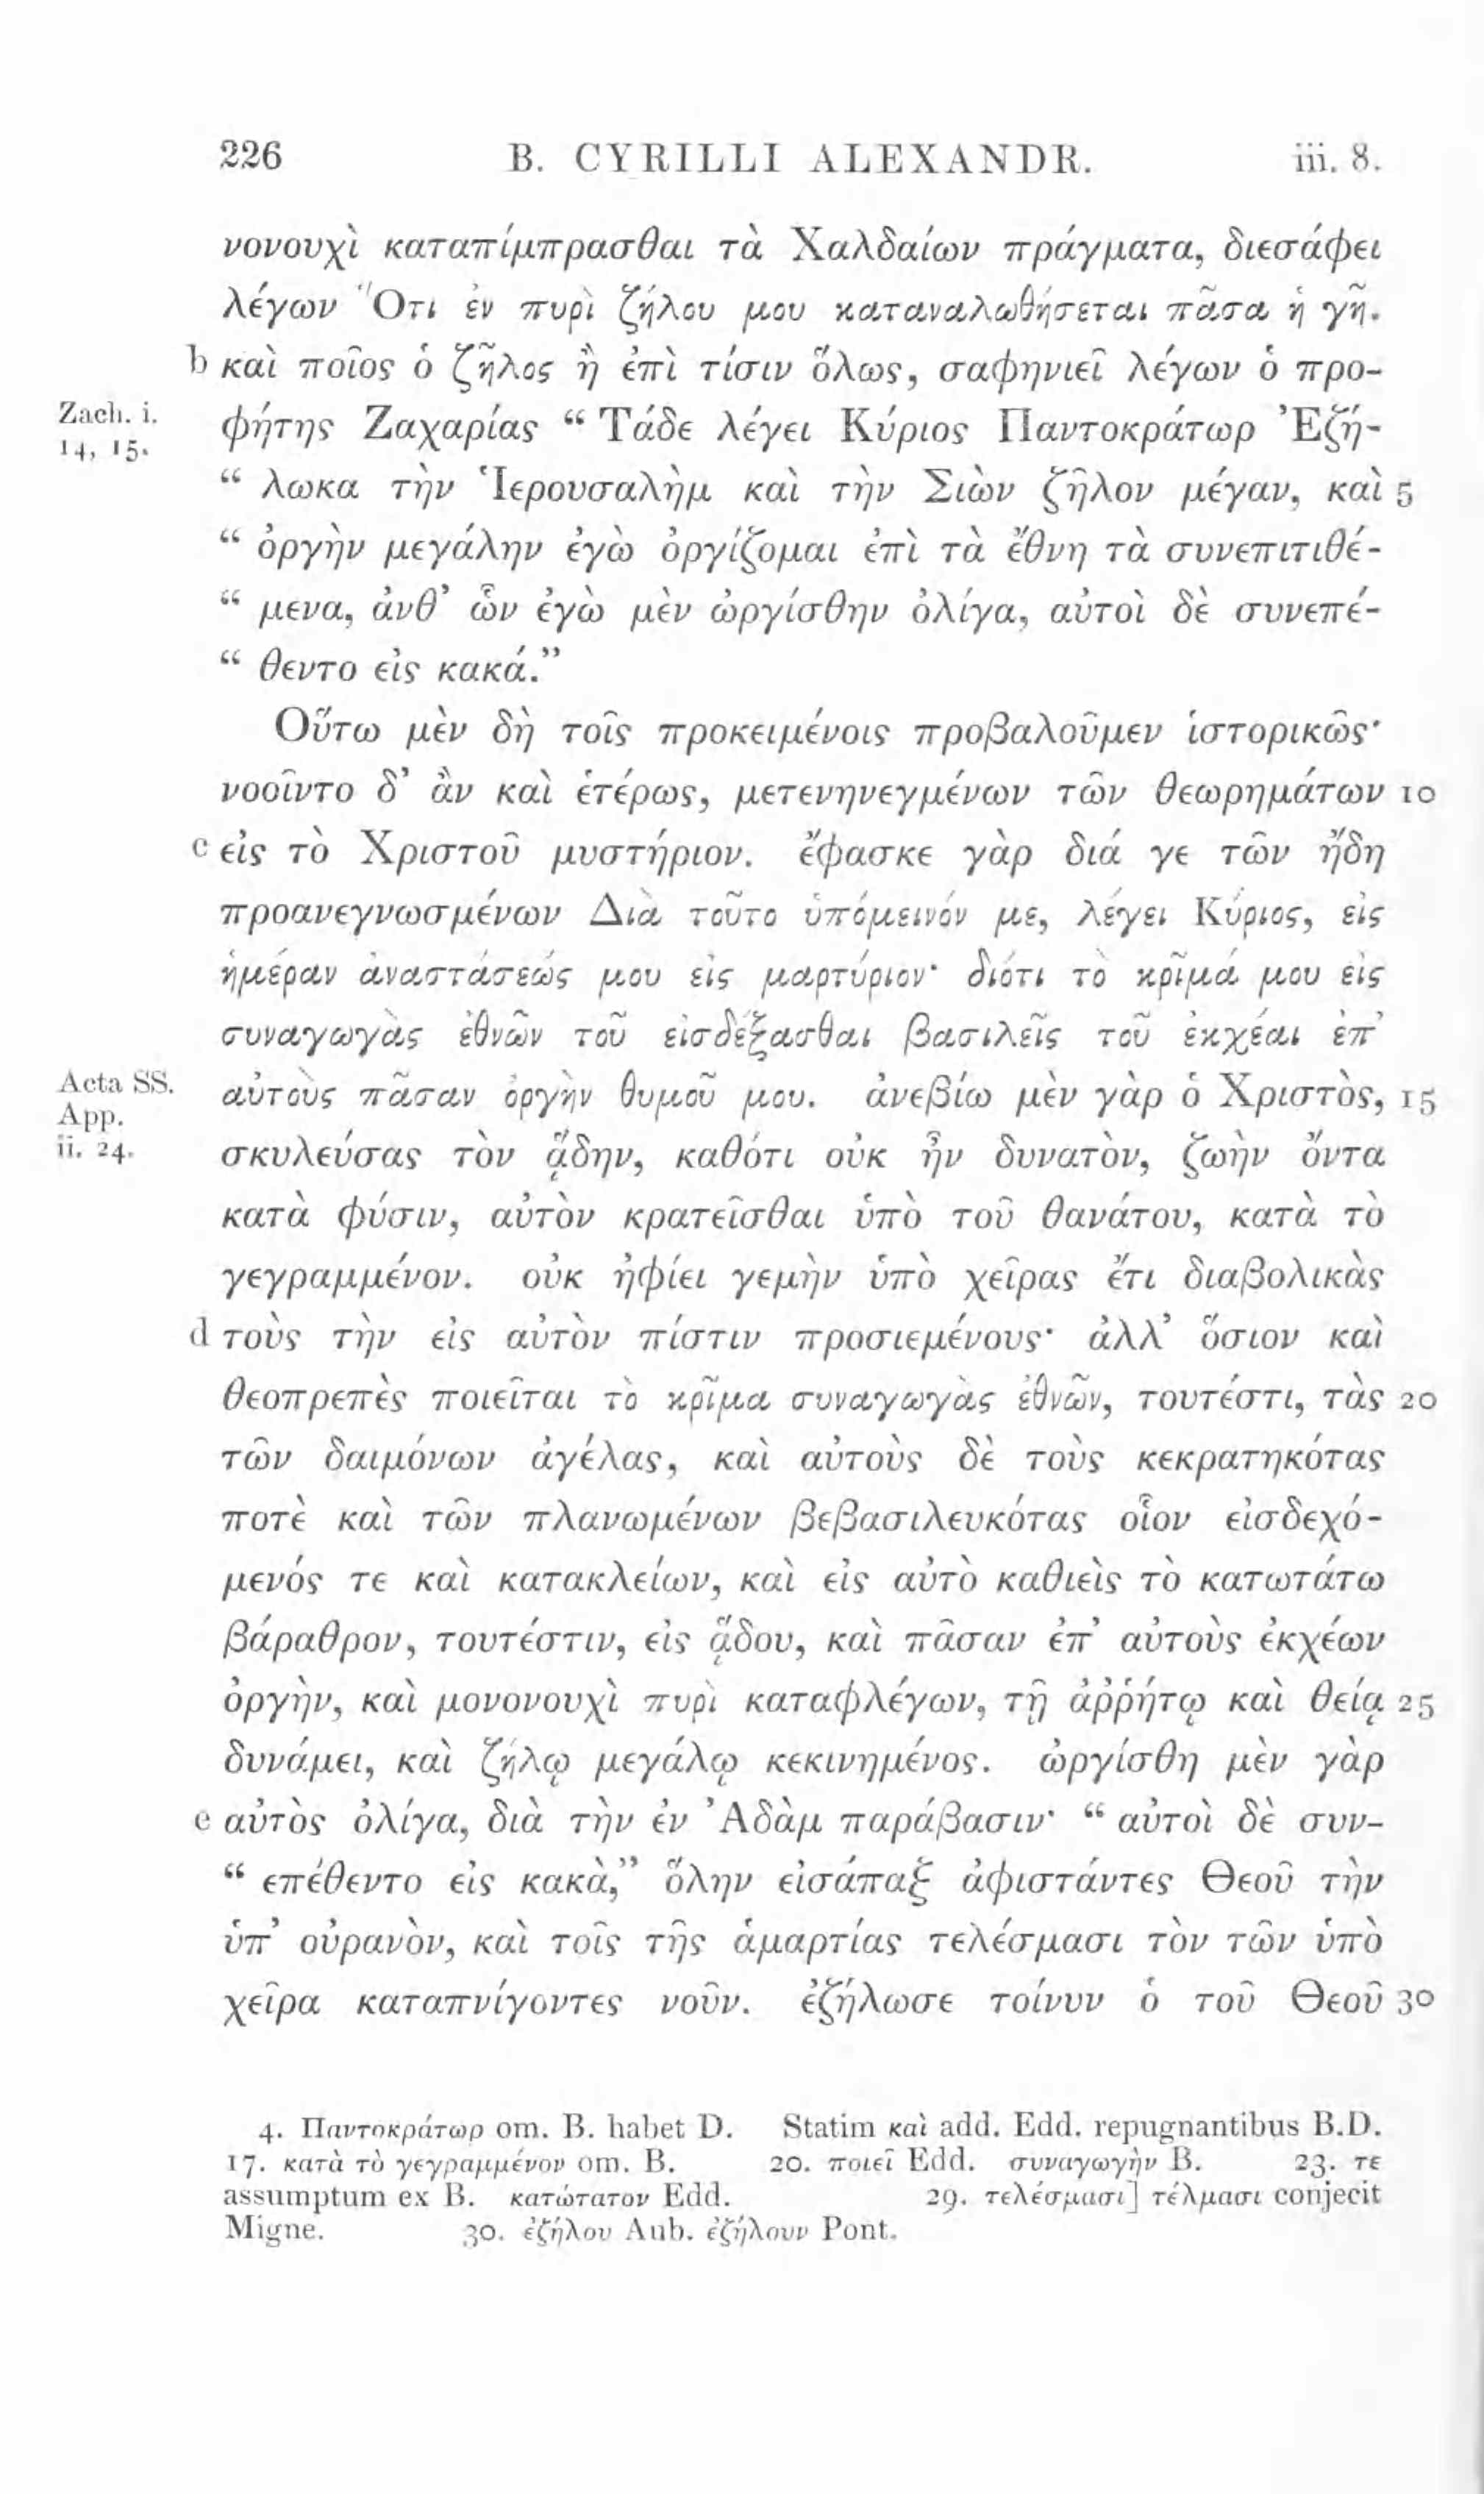 226 B. CYRILLI ALEXANDR. iii. 8.
νονουχὶ καταπίμπρασθαι τὰ Χαλδαίων πράγματα, διεσάφει
λέγων Ὅτι ἐν πυρὶ ζήλου μου καταναλωθήσεται πᾶσα ἡ γῆ.
b καὶ ποῖος ὁ ζῆλος ἢ ἐπὶ τίσιν ὅλως, σαφηνιεῖ λέγων ὁ προ-
Zach. i. 14, 15. φήτης Ζαχαρίας “ Τάδε λέγει Κύριος Παντοκράτωρ Ἐζή-
“ λωκα τὴν Ἱερουσαλὴμ καὶ τὴν Σιὼν ζῆλον μέγαν, καὶ 5
“ ὀργὴν μεγάλην ἐγὼ ὀργίζομαι ἐπὶ τὰ ἔθνη τὰ συνεπιτιθέ-
“ μενα, ἀνθ’ ὧν ἐγὼ μὲν ὠργίσθην ὀλίγα, αὐτοὶ δὲ συνεπέ-
“ θεντο εἰς κακά.”
Οὕτω μὲν δὴ τοῖς προκειμένοις προβαλοῦμεν ἱστορικῶς·
νοοῖντο δ’ ἂν καὶ ἑτέρως, μετενηνεγμένων τῶν θεωρημάτων 10
c εἰς τὸ Χριστοῦ μυστήριον. ἔφασκε γὰρ διά γε τῶν ἤδη
προανεγνωσμένων Διὰ τοῦτο ὑπόμεινόν με, λέγει Κύριος, εἰς
ἡμέραν ἀναστάσεώς μου εἰς μαρτύριον· διότι τὸ κρῖμά μου εἰς
συναγωγὰς ἐθνῶν τοῦ εἰσδέξασθαι βασιλεῖς τοῦ ἐκχέαι ἐπ’
Acta SS. App. ii. 24. αὐτοὺς πᾶσαν ὀργὴν θυμοῦ μου. ἀνεβίω μὲν γὰρ ὁ Χριστὸς, 15
σκυλεύσας τὸν ᾅδην, καθότι οὐκ ἦν δυνατὸν, ζωὴν ὄντα
κατὰ φύσιν, αὐτὸν κρατεῖσθαι ὑπὸ τοῦ θανάτου, κατὰ τὸ
γεγραμμένον. οὐκ ἠφίει γεμὴν ὑπὸ χεῖρας ἔτι διαβολικὰς
d τοὺς τὴν εἰς αὐτὸν πίστιν προσιεμένους· ἀλλ’ ὅσιον καὶ
θεοπρεπὲς ποιεῖται τὸ κρῖμα συναγωγὰς ἐθνῶν, τουτέστι, τὰς 20
τῶν δαιμόνων ἀγέλας, καὶ αὐτοὺς δὲ τοὺς κεκρατηκότας
ποτὲ καὶ τῶν πλανωμένων βεβασιλευκότας οἷον εἰσδεχό-
μενός τε καὶ κατακλείων, καὶ εἰς αὐτὸ καθιεὶς τὸ κατωτάτω
βάραθρον, τουτέστιν, εἰς ᾅδου, καὶ πᾶσαν ἐπ’ αὐτοὺς ἐκχέων
ὀργὴν, καὶ μονονουχὶ πυρὶ καταφλέγων, τῇ ἀῤῥήτῳ καὶ θείᾳ 25
δυνάμει, καὶ ζήλῳ μεγάλῳ κεκινημένος. ὠργίσθη μὲν γὰρ
e αὐτὸς ὀλίγα, διὰ τὴν ἐν Ἀδὰμ παράβασιν· “ αὐτοὶ δὲ συν-
“ επέθεντο εἰς κακὰ,” ὅλην εἰσάπαξ ἀφιστάντες Θεοῦ τὴν
ὑπ’ οὐρανὸν, καὶ τοῖς τῆς ἁμαρτίας τελέσμασι τὸν τῶν ὑπὸ
χεῖρα καταπνίγοντες νοῦν. ἐζήλωσε τοίνυν ὁ τοῦ Θεοῦ 30
4. Παντοκράτωρ om. B. habet D. Statim καὶ add. Edd. repugnantibus B.D.
17. κατὰ τὸ γεγραμμένον om. B. 20. ποιεῖ Edd. συναγωγὴν B. 23. τε
assumptum ex B. κατώτατον Edd. 29. τελέσμασι] τέλμασι conjecit
Migne. 30. ἐζήλου Aub. ἐζήλουν Pont.